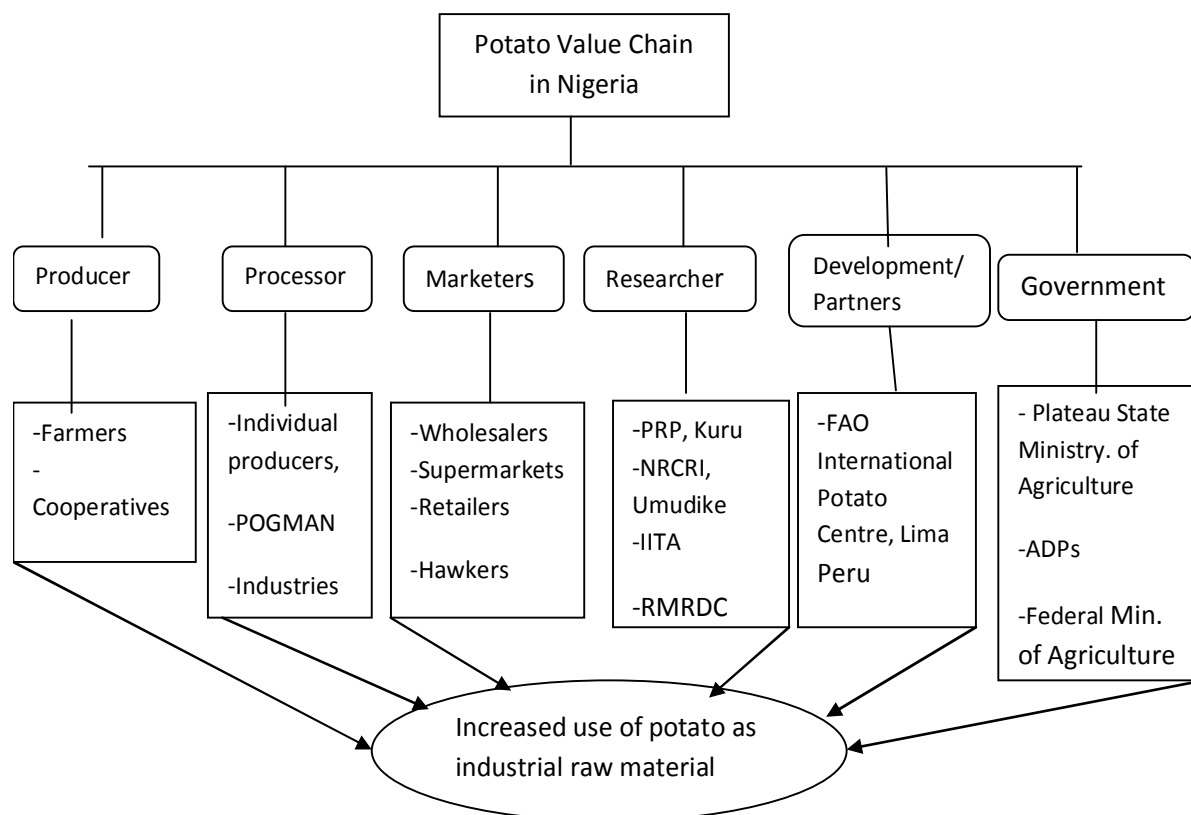 Potato Value Chain
in Nigeria
Producer
Processor
Marketers
Researcher
Development/
Partners
Government
-Farmers
-
Cooperatives
-Individual
producers,
-POGMAN
-Industries
-Wholesalers
-Supermarkets
-Retailers
-Hawkers
-PRP, Kuru
-NRCRI,
Umudike
-IITA
-RMRDC
-FAO
International
Potato
Centre, Lima
Peru
- Plateau State
Ministry. of
Agriculture
-ADPs
-Federal Min.
of Agriculture
Increased use of potato as
industrial raw material